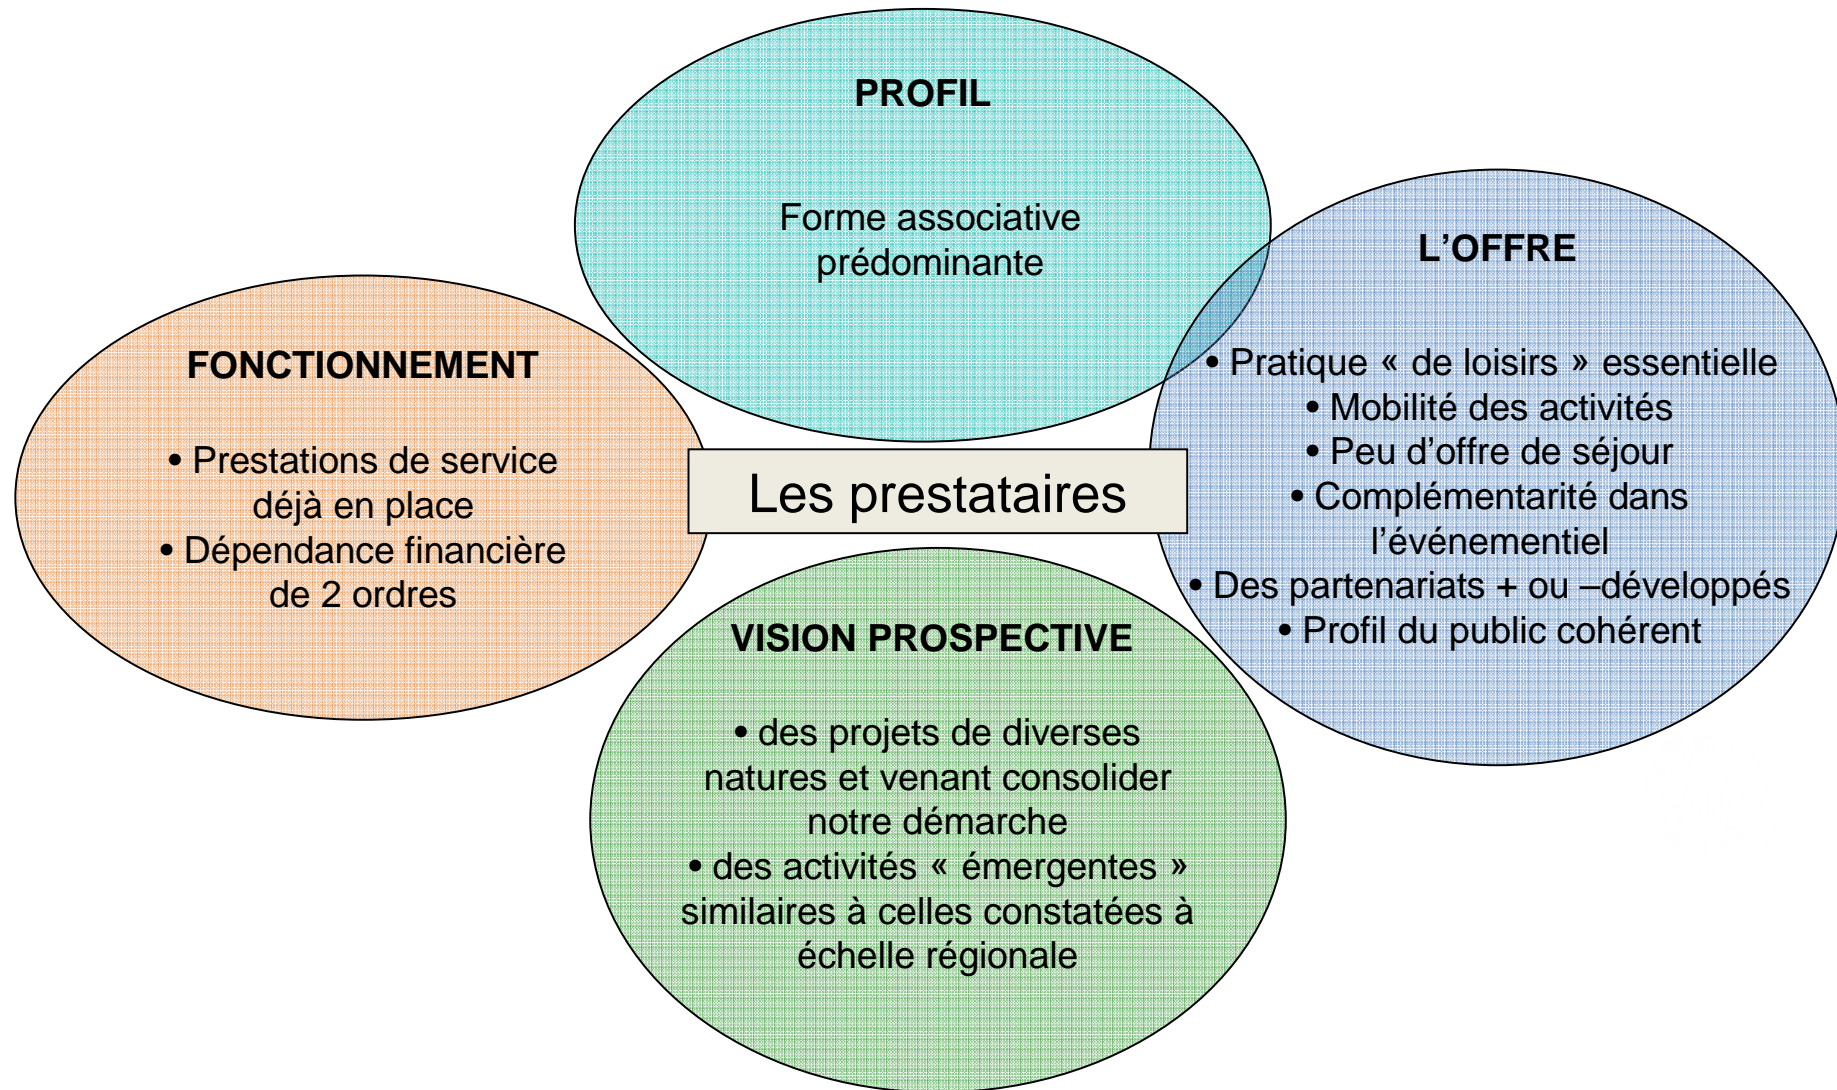 PROFIL
Forme associative
prédominante
L’OFFRE
• Pratique « de loisirs » essentielle
• Mobilité des activités
• Peu d’offre de séjour
• Complémentarité dans
l’événementiel
• Des partenariats + ou –développés
• Profil du public cohérent
FONCTIONNEMENT
• Prestations de service
déjà en place
• Dépendance financière
de 2 ordres
Les prestataires
VISION PROSPECTIVE
• des projets de diverses
natures et venant consolider
notre démarche
• des activités « émergentes »
similaires à celles constatées à
échelle régionale